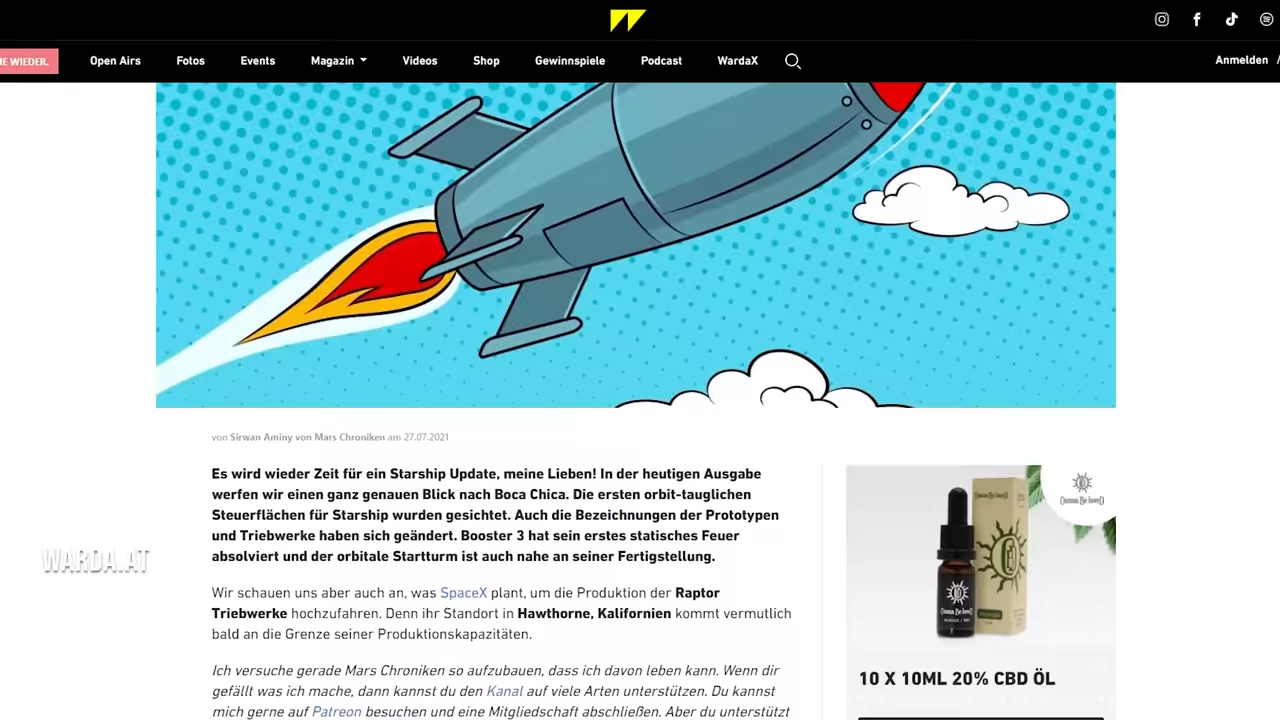 IE WIEDER.
Open Airs
Fotos
Events
Magazin
Videos
Shop
Gewinnspiele
Podcast
WardaX
Anmelden /
von Sirwan Aminy von Mars Chroniken am 27.07.2021
Es wird wieder Zeit für ein Starship Update, meine Lieben! In der heutigen Ausgabe
werfen wir einen ganz genauen Blick nach Boca Chica. Die ersten orbit-tauglichen
Steuerflächen für Starship wurden gesichtet. Auch die Bezeichnungen der Prototypen
und Triebwerke haben sich geändert. Booster 3 hat sein erstes statisches Feuer
absolviert und der orbitale Startturm ist auch nahe an seiner Fertigstellung.
WARDA.AT
Wir schauen uns aber auch an, was SpaceX plant, um die Produktion der Raptor
Triebwerke hochzufahren. Denn ihr Standort in Hawthorne, Kalifornien kommt vermutlich
bald an die Grenze seiner Produktionskapazitäten.
Ich versuche gerade Mars Chroniken so aufzubauen, dass ich davon leben kann. Wenn dir
gefällt was ich mache, dann kannst du den Kanal auf viele Arten unterstützen. Du kannst
mich gerne auf Patreon besuchen und eine Mitgliedschaft abschließen. Aber du unterstützt
10 X 10ML 20% CBD ÖL